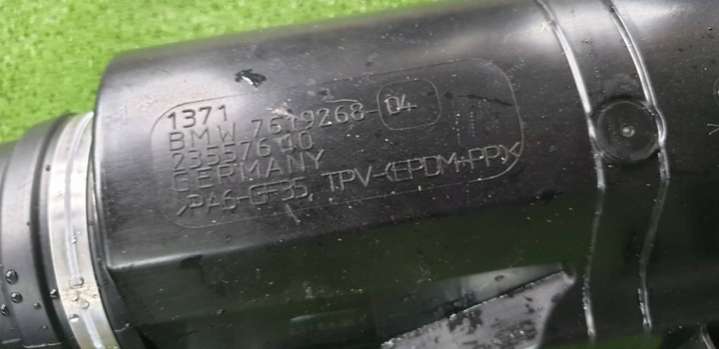 1371
BMW 7619268-04
23557640
GERMANY
>PA6-GF35, TPV-(EPDM+PP)<